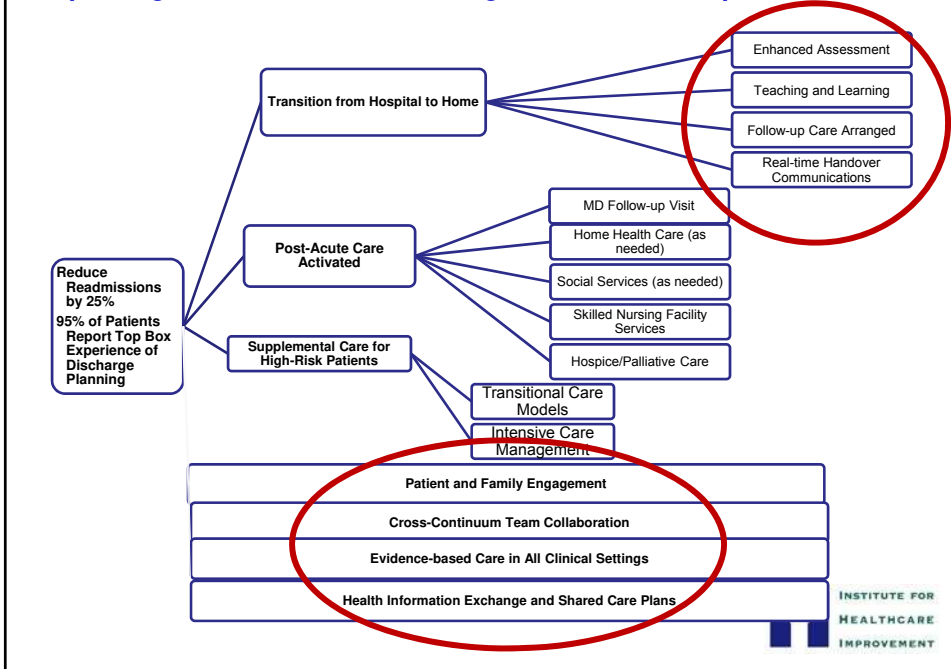 Enhanced Assessment
Teaching and Learning
Transition from Hospital to Home
Follow-up Care Arranged
Real-time Handover
Communications
MD Follow-up Visit
Home Health Care (as
needed)
Post-Acute Care
Activated
Social Services (as needed)
Skilled Nursing Facility
Services
Hospice/Palliative Care
Reduce
Readmissions
by 25%
95% of Patients
Report Top Box
Experience of
Discharge
Planning
Supplemental Care for
High-Risk Patients
Transitional Care
Models
Intensive Care
Management
Patient and Family Engagement
Cross-Continuum Team Collaboration
Evidence-based Care in All Clinical Settings
Health Information Exchange and Shared Care Plans
INSTITUTE FOR
HEALTHCARE
IMPROVEMENT